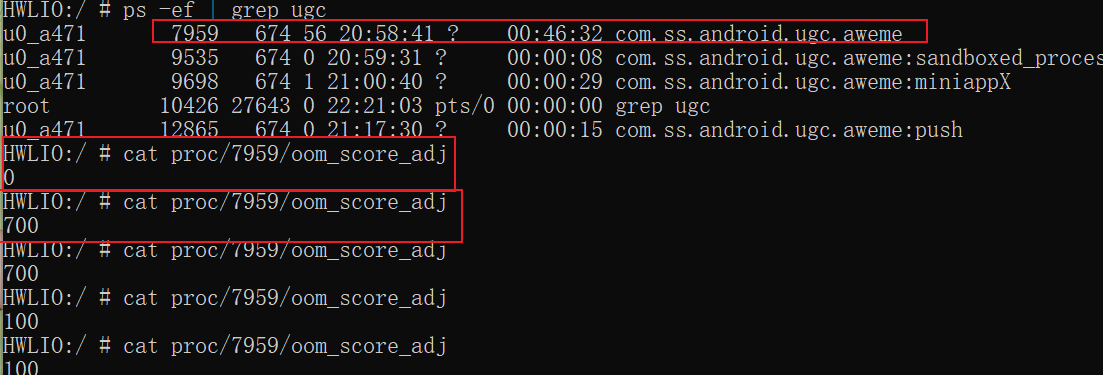 HWLIO:/ # ps -ef | grep ugc
u0_a471 7959 674 56 20:58:41 ? 00:46:32 com.ss.android.ugc.aweme
u0_a471 9535 674 0 20:59:31 ? 00:00:08 com.ss.android.ugc.aweme:sandboxed_proces
u0_a471 9698 674 1 21:00:40 ? 00:00:29 com.ss.android.ugc.aweme:miniappX
root 10426 27643 0 22:21:03 pts/0 00:00:00 grep ugc
u0_a471 12865 674 0 21:17:30 ? 00:00:15 com.ss.android.ugc.aweme:push
HWLIO:/ # cat proc/7959/oom_score_adj
0
HWLIO:/ # cat proc/7959/oom_score_adj
700
HWLIO:/ # cat proc/7959/oom_score_adj
700
HWLIO:/ # cat proc/7959/oom_score_adj
100
HWLIO:/ # cat proc/7959/oom_score_adj
100